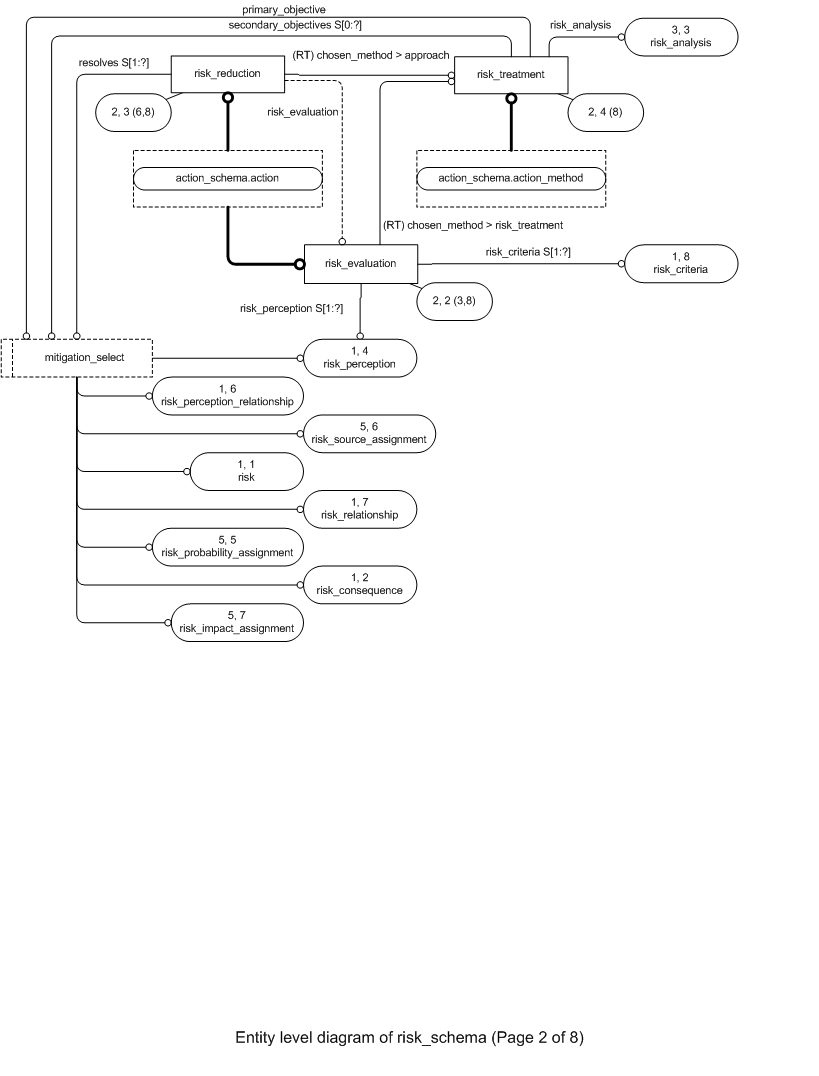 primary_objective
secondary_objectives S[0:?]
risk_analysis
3, 3
risk_analysis
resolves S[1:?]
(RT) chosen_method > approach
risk_reduction
risk_treatment
2, 3 (6,8)
risk_evaluation
2, 4 (8)
action_schema.action
action_schema.action_method
(RT) chosen_method > risk_treatment
risk_evaluation
risk_criteria S[1:?]
1, 8
risk_criteria
risk_perception S[1:?]
2, 2 (3,8)
mitigation_select
1, 4
risk_perception
1, 6
risk_perception_relationship
5, 6
risk_source_assignment
1, 1
risk
1, 7
risk_relationship
5, 5
risk_probability_assignment
1, 2
risk_consequence
5, 7
risk_impact_assignment
Entity level diagram of risk_schema (Page 2 of 8)